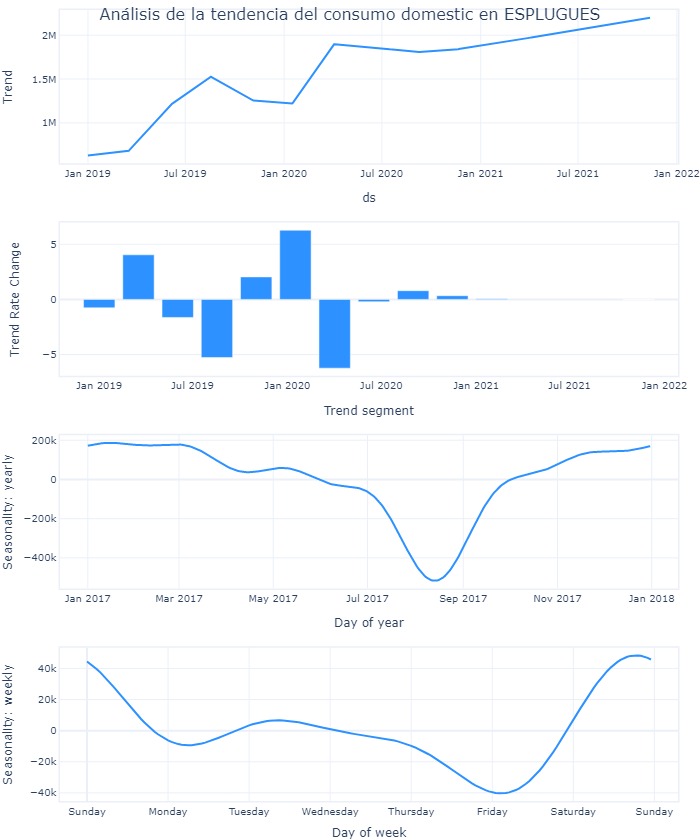 Análisis de la tendencia del consumo domestic en ESPLUGUES
2M
1.5M
1M
Trend
Jan 2019 Jul 2019 Jan 2020 Jul 2020 Jan 2021 Jul 2021 Jan 2022
ds
5
0
−5
Trend Rate Change
Jan 2019 Jul 2019 Jan 2020 Jul 2020 Jan 2021 Jul 2021 Jan 2022
Trend segment
200k
0
−200k
−400k
Seasonality: yearly
Jan 2017 Mar 2017 May 2017 Jul 2017 Sep 2017 Nov 2017 Jan 2018
Day of year
40k
20k
0
−20k
−40k
Seasonality: weekly
Sunday Monday Tuesday Wednesday Thursday Friday Saturday Sunday
Day of week